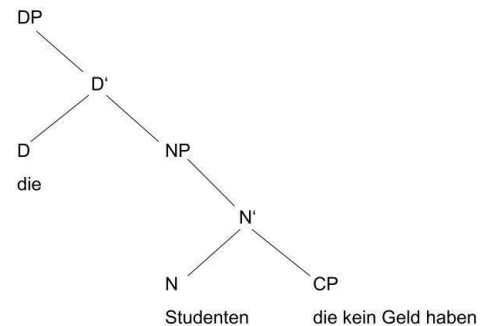 DP
D‘
D NP
die
N‘
N CP
Studenten die kein Geld haben